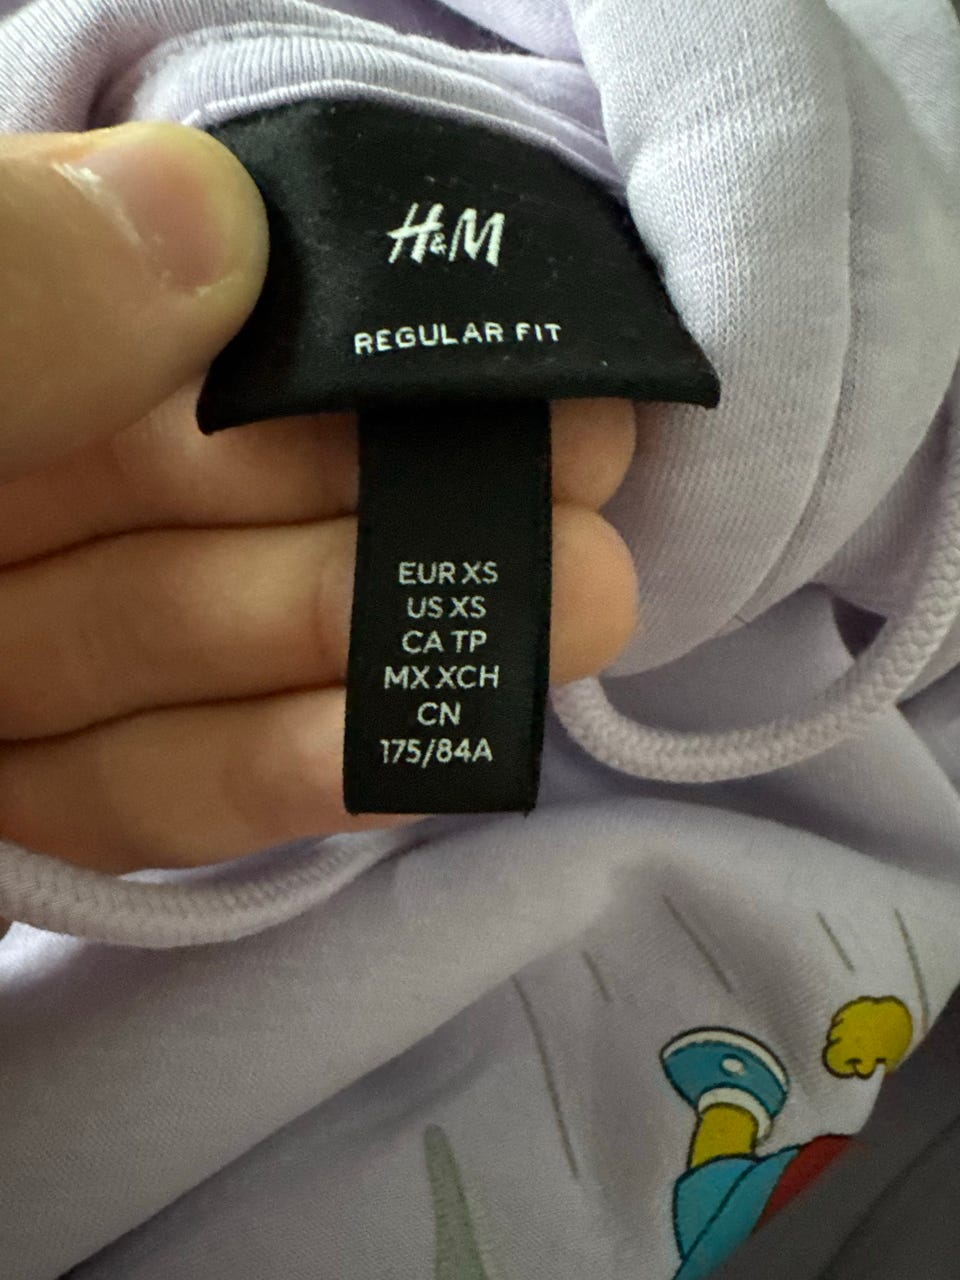 H&M
REGULAR FIT
EUR XS
US XS
CA TP
MX XCH
CN
175/84A